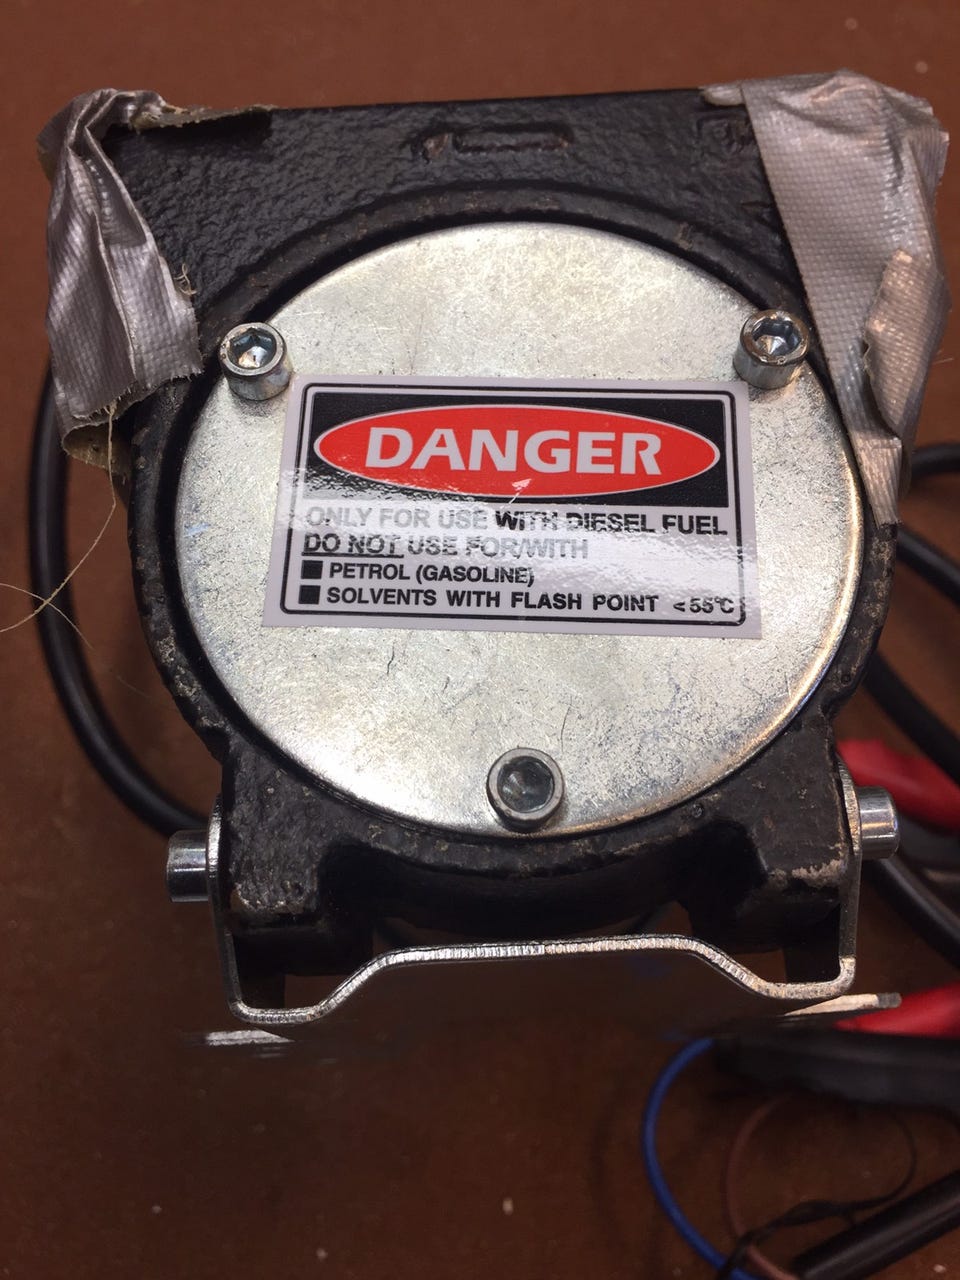 DANGER
ONLY FOR USE WITH DIESEL FUEL
DO NOT USE FOR/WITH
■ PETROL (GASOLINE)
■ SOLVENTS WITH FLASH POINT <55℃